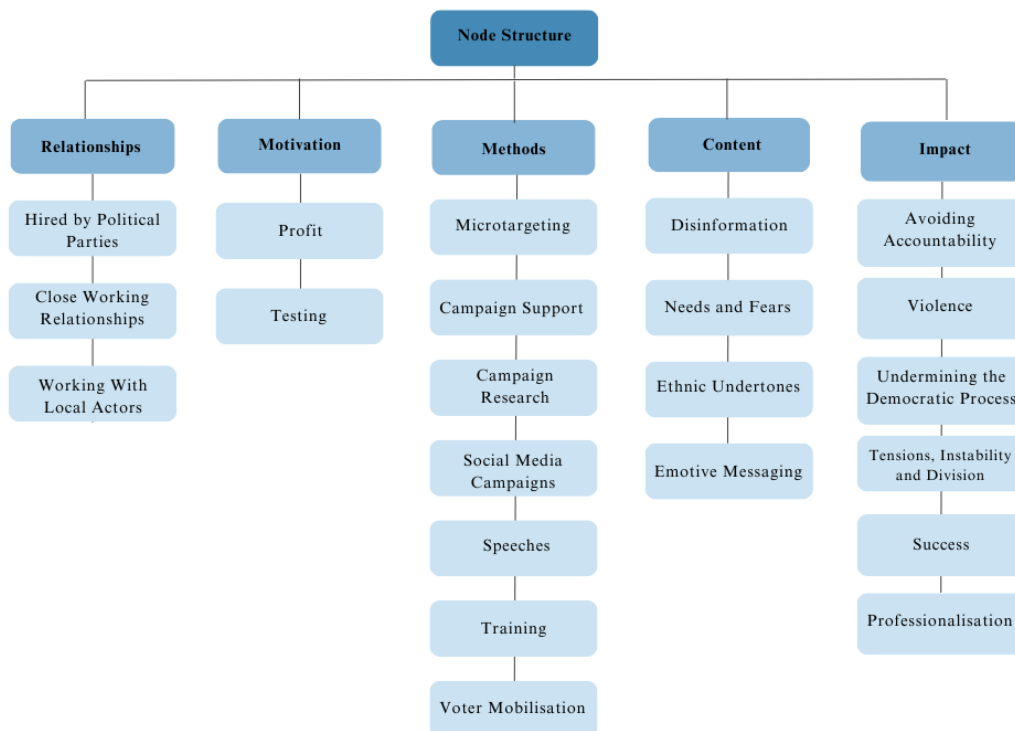 Node Structure
Relationships
Hired by Political
Parties
Close Working
Relationships
Working With
Local Actors
Motivation
Profit
Testing
Methods
Microtargeting
Campaign Support
Campaign
Research
Social Media
Campaigns
Speeches
Training
Voter Mobilisation
Content
Disinformation
Needs and Fears
Ethnic Undertones
Emotive Messaging
Impact
Avoiding
Accountability
Violence
Undermining the
Democratic Process
Tensions, Instability
and Division
Success
Professionalisation